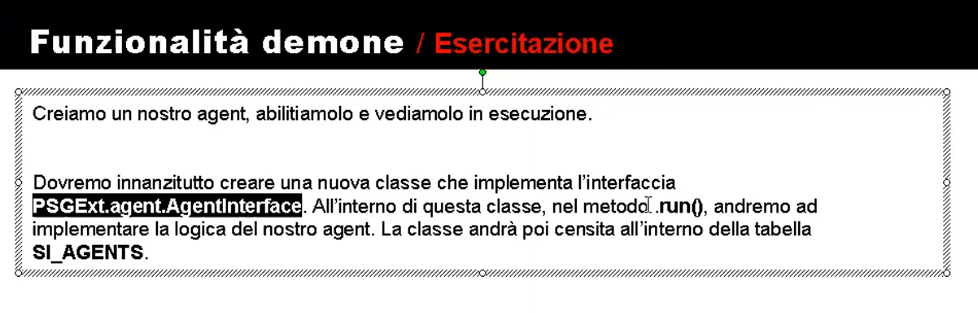 Funzionalità demone / Esercitazione
Creiamo un nostro agent, abilitiamolo e vediamolo in esecuzione.
Dovremo innanzitutto creare una nuova classe che implementa l'interfaccia
PSGExt.agent.AgentInterface. All'interno di questa classe, nel metodo .run(), andremo ad
implementare la logica del nostro agent. La classe andrà poi censita all'interno della tabella
SI_AGENTS.